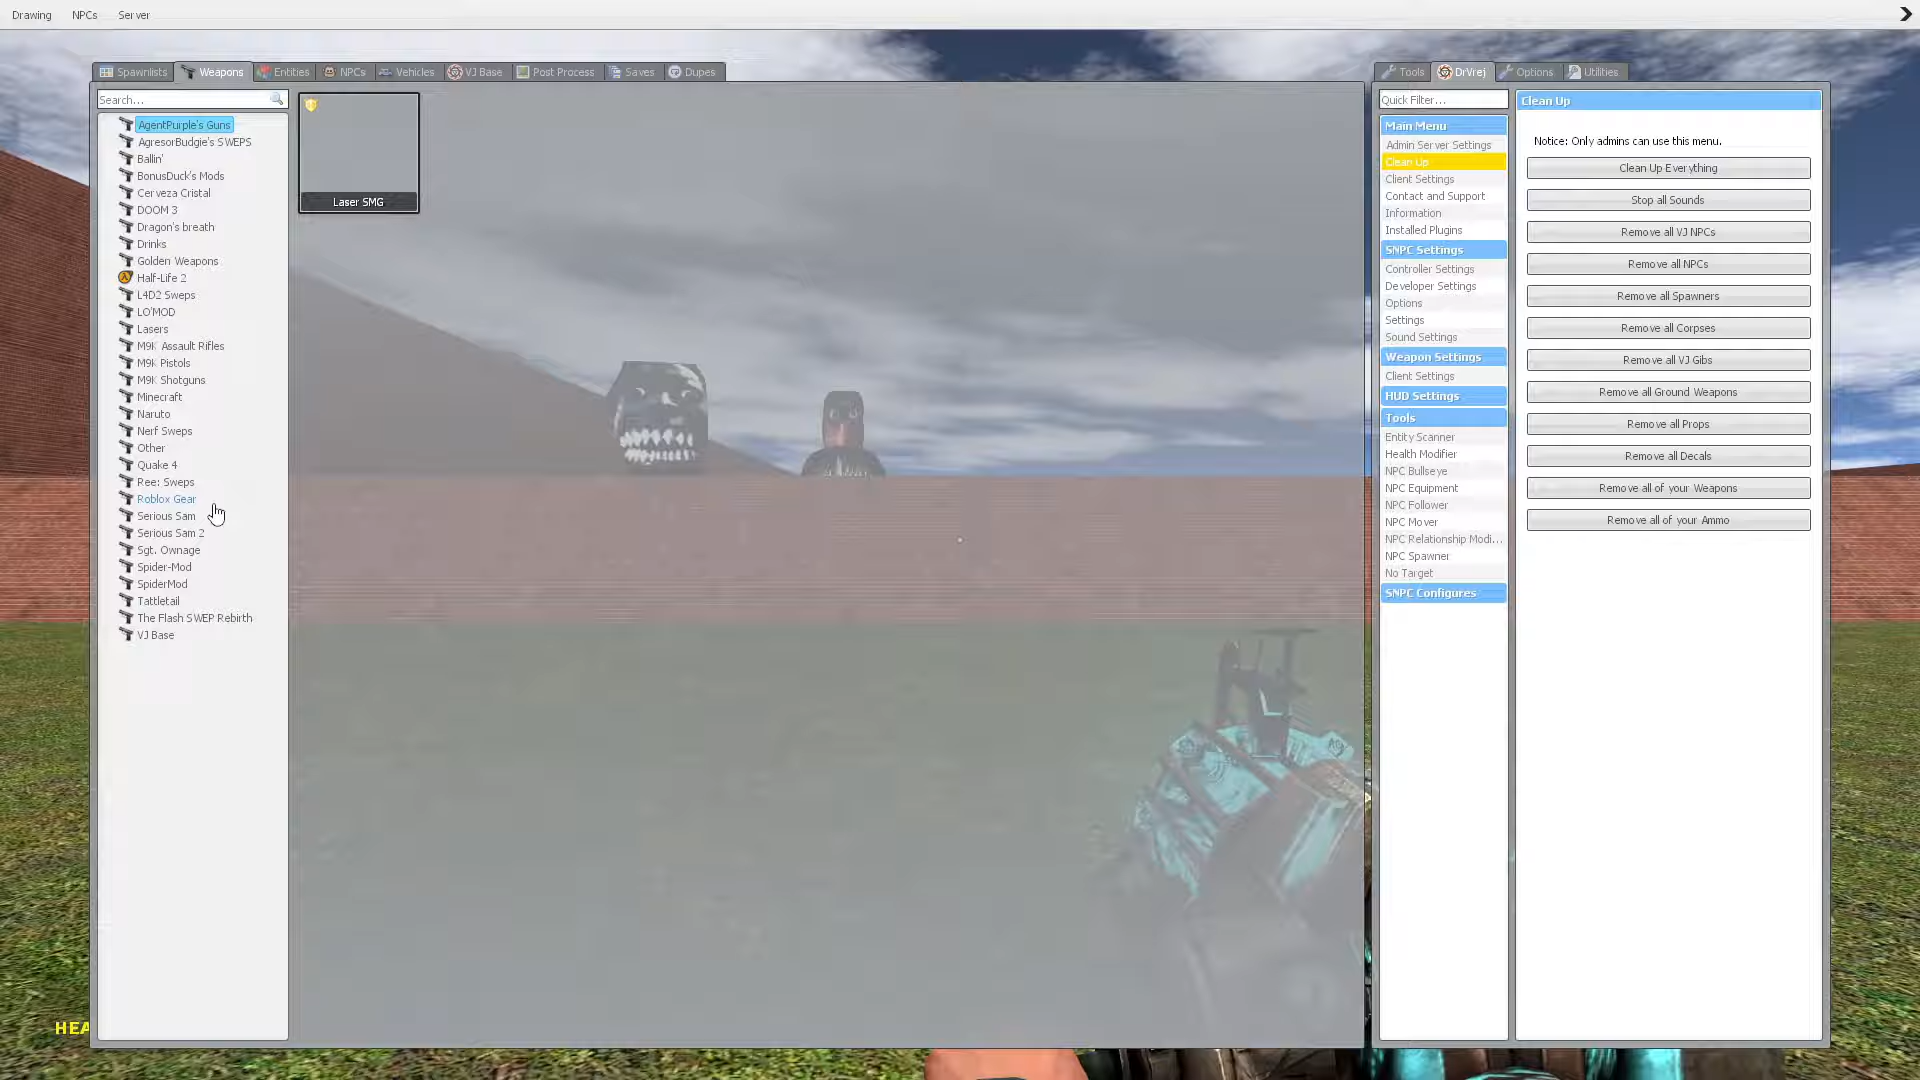 Drawing NPCs Server
Spawnlists Weapons Entities NPCs Vehicles VJ Base Post Process Saves Dupes
Search...
AgentPurple's Guns
AgresorBudgie's SWEPS
Ballin'
BonusDuck's Mods
Cerveza Cristal
DOOM 3
Dragon's breath
Drinks
Golden Weapons
Half-Life 2
L4D2 Sweps
LO'MOD
Lasers
M9K Assault Rifles
M9K Pistols
M9K Shotguns
Minecraft
Naruto
Nerf Sweps
Other
Quake 4
Ree: Sweps
Roblox Gear
Serious Sam
Serious Sam 2
Sgt. Ownage
Spider-Mod
SpiderMod
Tattletail
The Flash SWEP Rebirth
VJ Base
Laser SMG
HEA
Tools DrVrej Options Utilities
Quick Filter...
Main Menu
Admin Server Settings
Clean Up
Client Settings
Contact and Support
Information
Installed Plugins
SNPC Settings
Controller Settings
Developer Settings
Options
Settings
Sound Settings
Weapon Settings
Client Settings
HUD Settings
Tools
Entity Scanner
Health Modifier
NPC Bullseye
NPC Equipment
NPC Follower
NPC Mover
NPC Relationship Modi...
NPC Spawner
No Target
SNPC Configures
Clean Up
Notice: Only admins can use this menu.
Clean Up Everything
Stop all Sounds
Remove all VJ NPCs
Remove all NPCs
Remove all Spawners
Remove all Corpses
Remove all VJ Gibs
Remove all Ground Weapons
Remove all Props
Remove all Decals
Remove all of your Weapons
Remove all of your Ammo